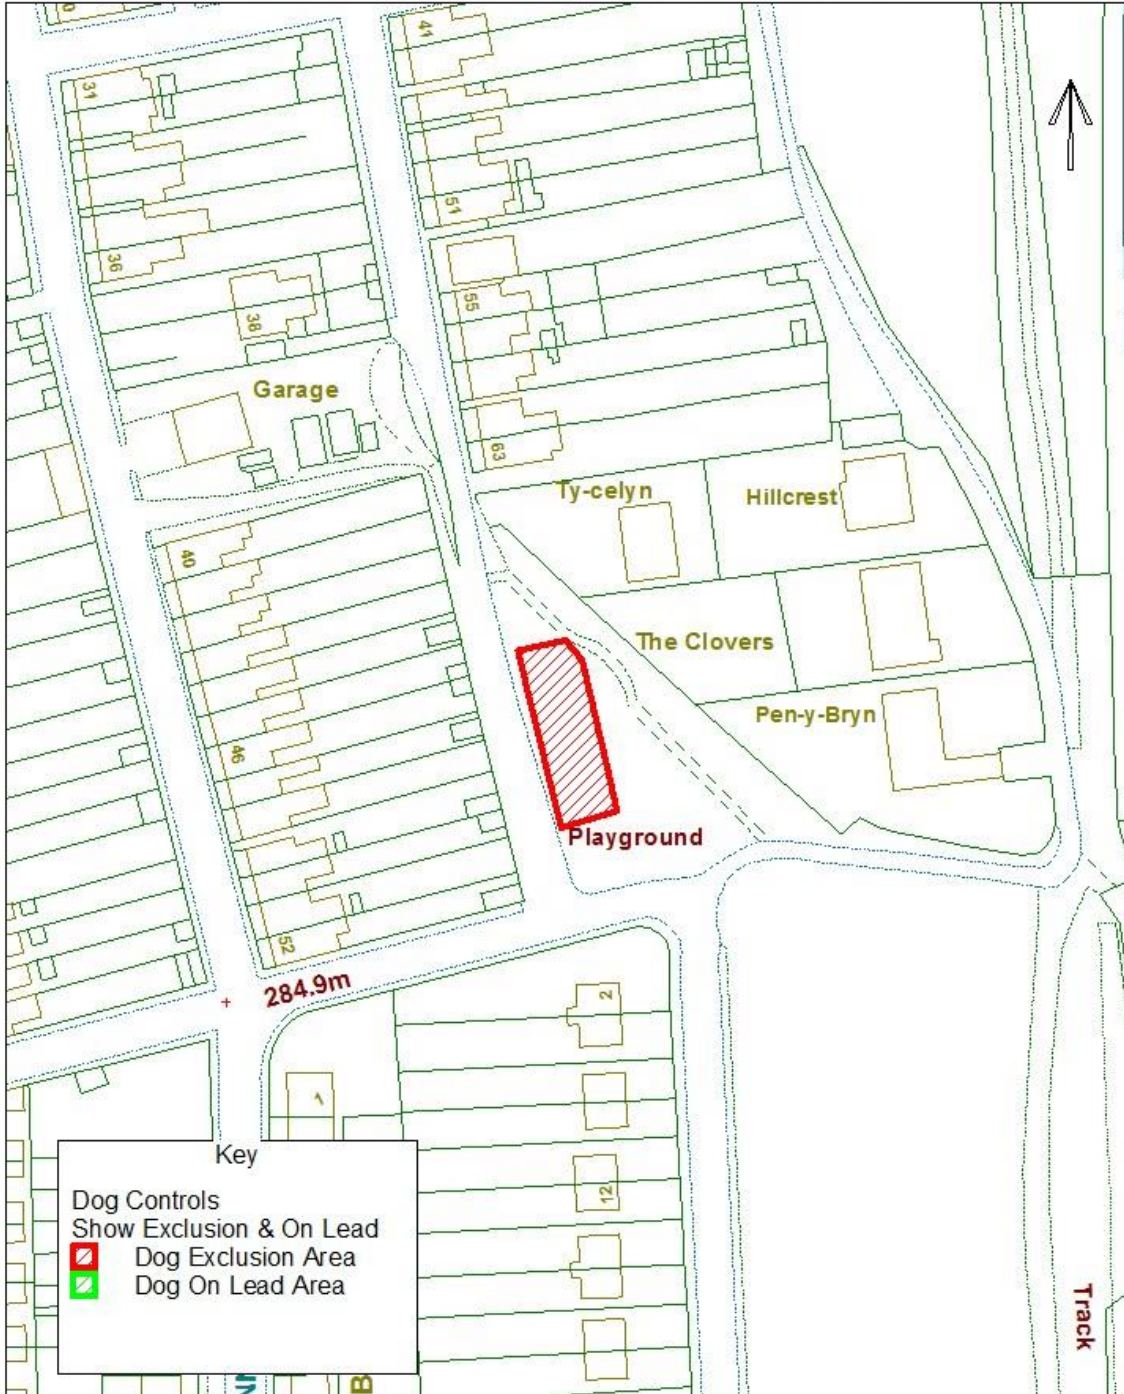 41
31
51
36
55
38
Garage
63
Ty-celyn
Hillcrest
40
The Clovers
Pen-y-Bryn
46
Playground
52
284.9m
2
1
12
Key
Dog Controls
Show Exclusion & On Lead
Dog Exclusion Area
Dog On Lead Area
Track
B